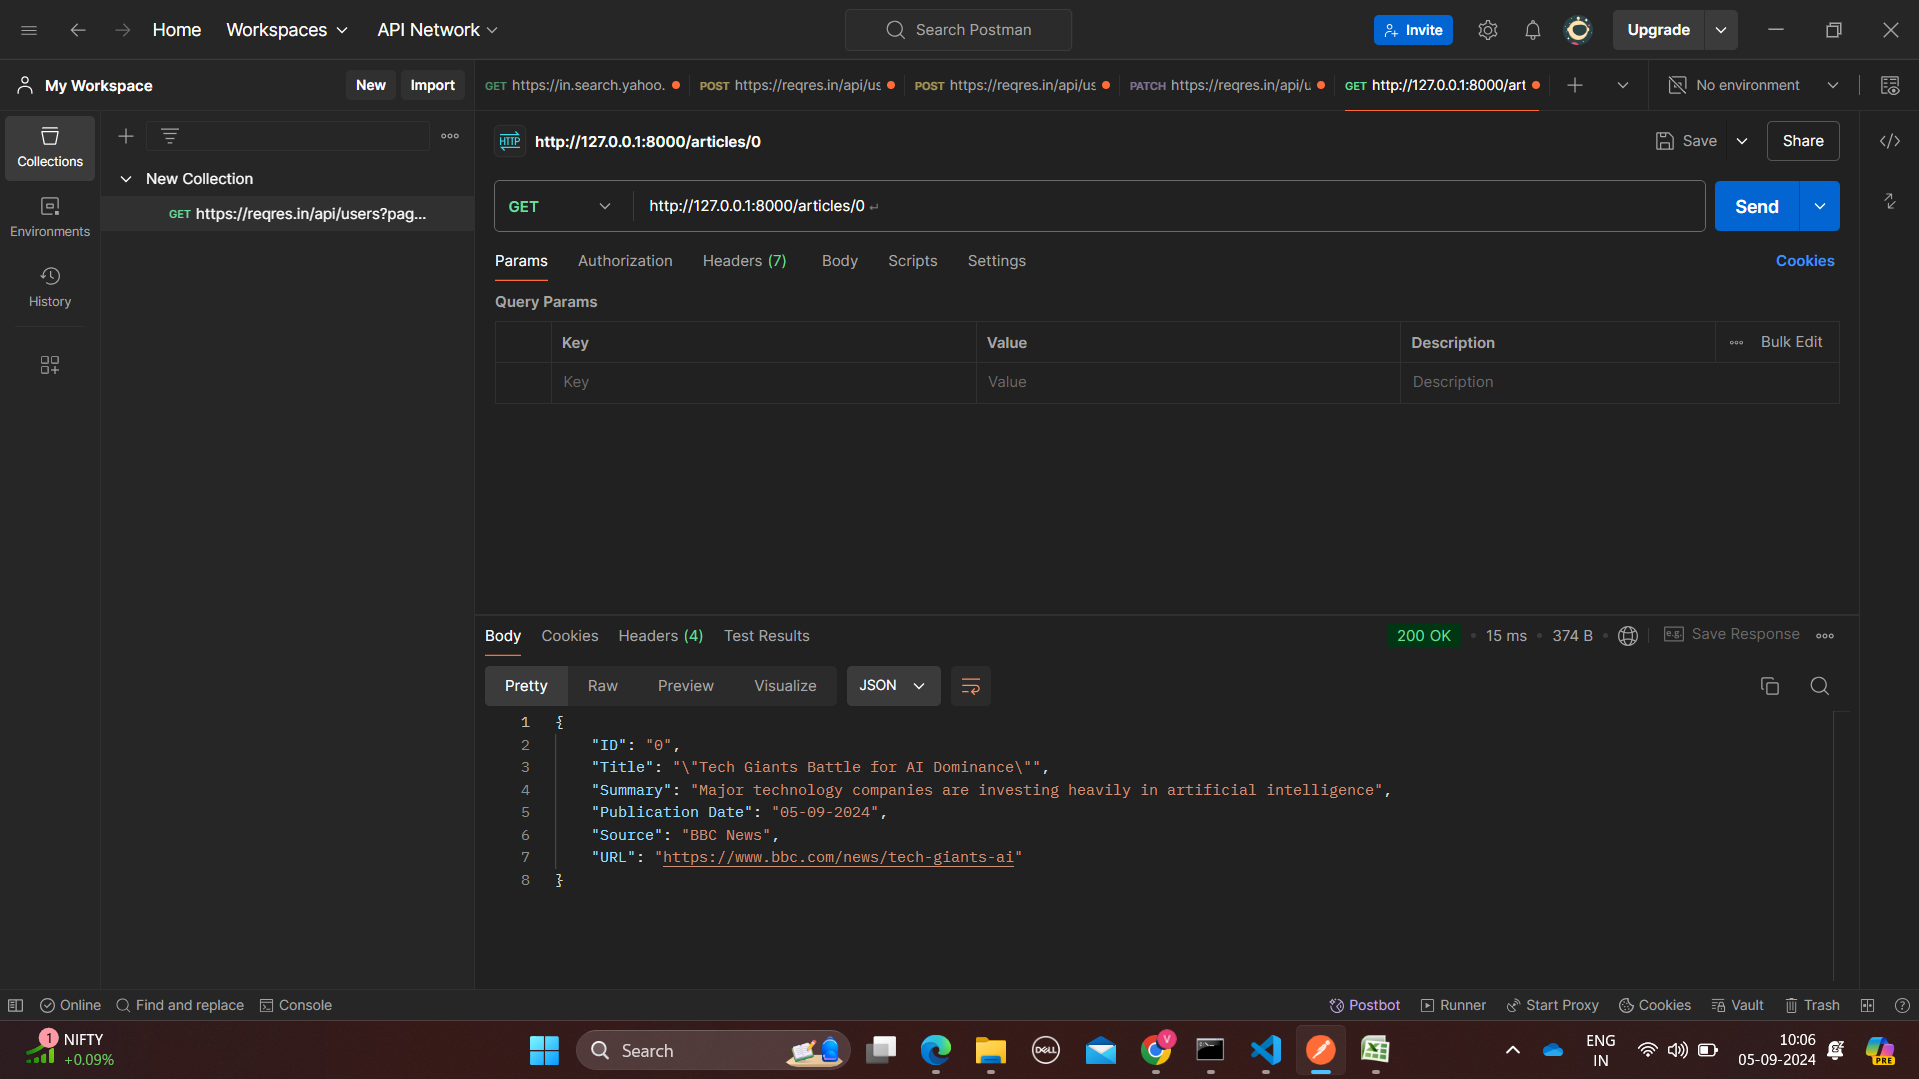 Home
Workspaces
API Network
Search Postman
Invite
Upgrade
My Workspace
New
Import
GET https://in.search.yahoo.
POST https://reqres.in/api/us
POST https://reqres.in/api/us
PATCH https://reqres.in/api/u
GET http://127.0.0.1:8000/art
No environment
Collections
Environments
History
New Collection
GET https://reqres.in/api/users?pag...
HTTP http://127.0.0.1:8000/articles/0
Save
Share
GET
http://127.0.0.1:8000/articles/0
Send
Params
Authorization
Headers (7)
Body
Scripts
Settings
Cookies
Query Params
Key
Value
Description
Bulk Edit
Key
Value
Description
Body
Cookies
Headers (4)
Test Results
200 OK
15 ms
374 B
e.g. Save Response
Pretty
Raw
Preview
Visualize
JSON
1 {
2 "ID": "0",
3 "Title": "\"Tech Giants Battle for AI Dominance\"",
4 "Summary": "Major technology companies are investing heavily in artificial intelligence",
5 "Publication Date": "05-09-2024",
6 "Source": "BBC News",
7 "URL": "https://www.bbc.com/news/tech-giants-ai"
8 }
Online
Find and replace
Console
Postbot
Runner
Start Proxy
Cookies
Vault
Trash
1
NIFTY
+0.09%
Search
DELL
V
ENG
IN
10:06
05-09-2024
PRE